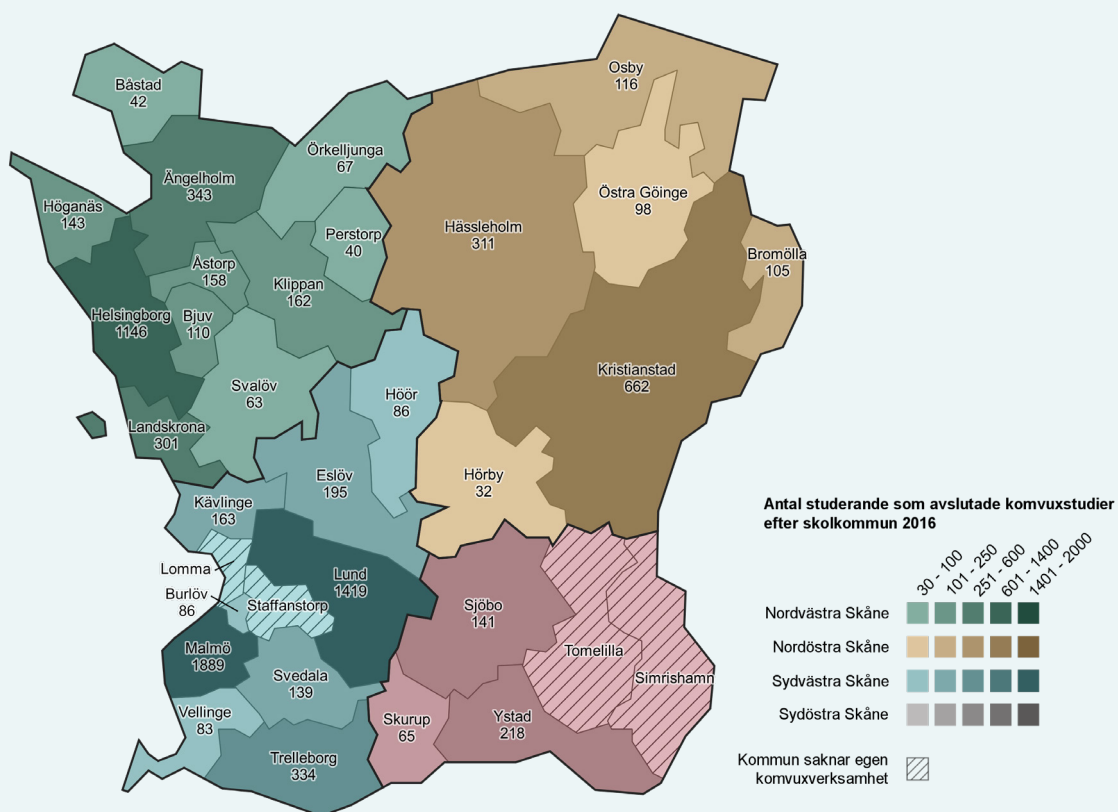 Osby
116
Båstad
42
Örkelljunga
67
Ängelholm
343
Östra Göinge
98
Höganäs
143
Hässleholm
311
Perstorp
40
Bromölla
105
Åstorp
158
Klippan
162
Helsingborg
1146
Bjuv
110
Kristianstad
662
Svalöv
63
Höör
86
Landskrona
301
Eslöv
195
Hörby
32
Kävlinge
163
Lomma
Lund
1419
Burlöv
86
Staffanstorp
Sjöbo
141
Malmö
1889
Tomelilla
Svedala
139
Simrishamn
Vellinge
83
Skurup
65
Ystad
218
Trelleborg
334
Antal studerande som avslutade komvuxstudier
efter skolkommun 2016
30 - 100
101 - 250
251 - 600
601 - 1400
1401 - 2000
Nordvästra Skåne
Nordöstra Skåne
Sydvästra Skåne
Sydöstra Skåne
Kommun saknar egen
komvuxverksamhet